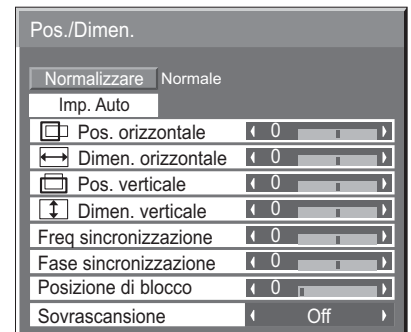 Pos./Dimen.
Normalizzare Normale
Imp. Auto
Pos. orizzontale 0
Dimen. orizzontale 0
Pos. verticale 0
Dimen. verticale 0
Freq sincronizzazione 0
Fase sincronizzazione 0
Posizione di blocco 0
Sovrascansione Off